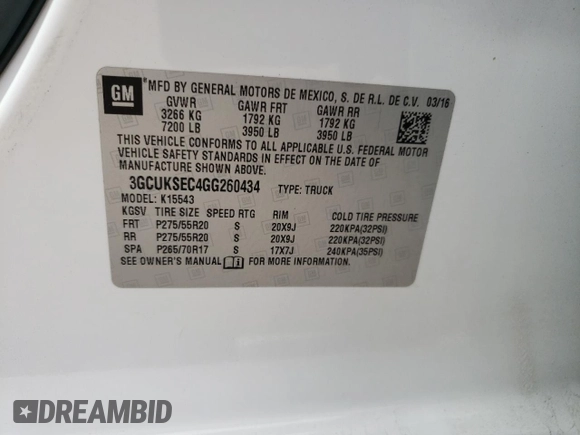 GM
® MFD BY GENERAL MOTORS DE MEXICO, S. DE R.L. DE C.V. 03/16
GVWR GAWR FRT GAWR RR
3266 KG 1792 KG 1792 KG
7200 LB 3950 LB 3950 LB
THIS VEHICLE CONFORMS TO ALL APPLICABLE U.S. FEDERAL MOTOR
VEHICLE SAFETY STANDARDS IN EFFECT ON THE DATE OF
MANUFACTURE SHOWN ABOVE.
3GCUKSEC4GG260434 TYPE: TRUCK
MODEL: K15543
KGSV TIRE SIZE SPEED RTG RIM COLD TIRE PRESSURE
FRT P275/55R20 S 20X9J 220KPA(32PSI)
RR P275/55R20 S 20X9J 220KPA(32PSI)
SPA P265/70R17 S 17X7J 240KPA(35PSI)
SEE OWNER'S MANUAL FOR MORE INFORMATION.
DREAMBID